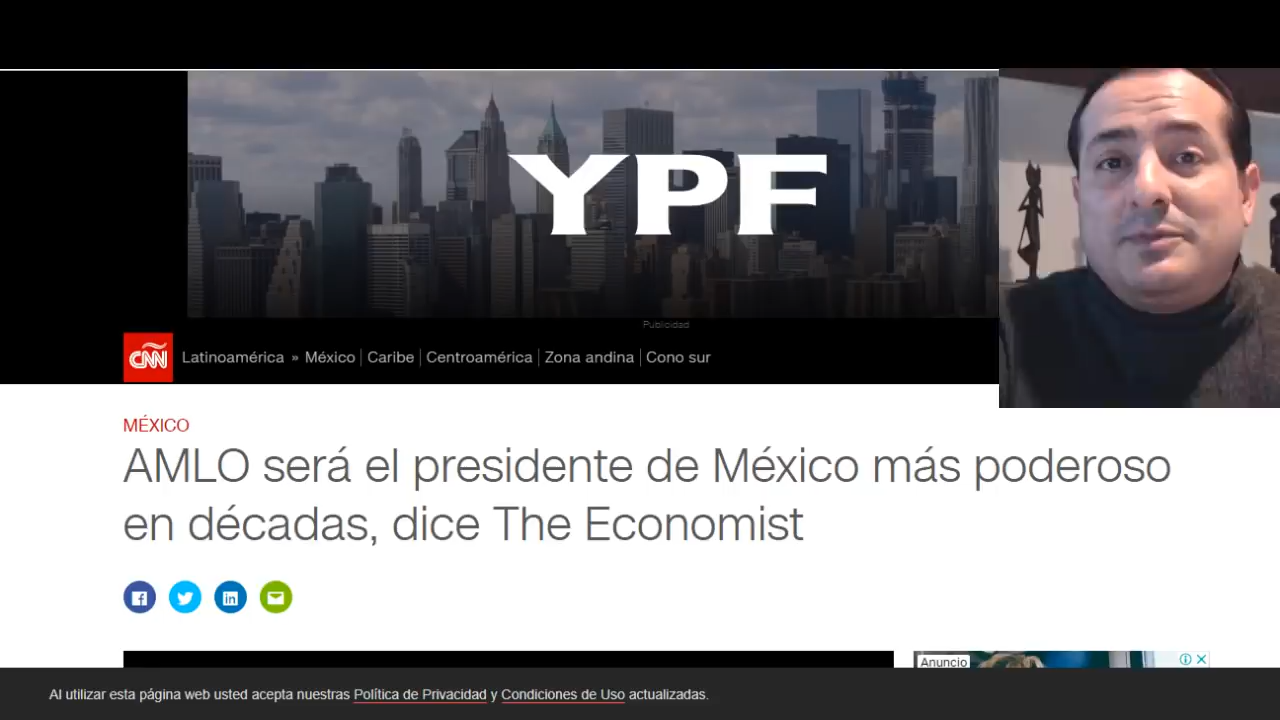 YPF
Publicidad
CNN Latinoamérica » México | Caribe | Centroamérica | Zona andina | Cono sur
MÉXICO
AMLO será el presidente de México más poderoso
en décadas, dice The Economist
Anuncio
Al utilizar esta página web usted acepta nuestras Política de Privacidad y Condiciones de Uso actualizadas.